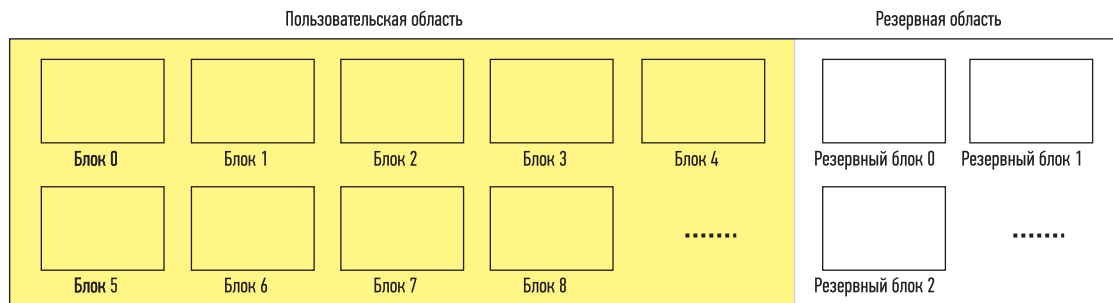 Пользовательская область
Резервная область
Блок 0
Блок 1
Блок 2
Блок 3
Блок 4
Резервный блок 0
Резервный блок 1
Блок 5
Блок 6
Блок 7
Блок 8
.......
Резервный блок 2
.......